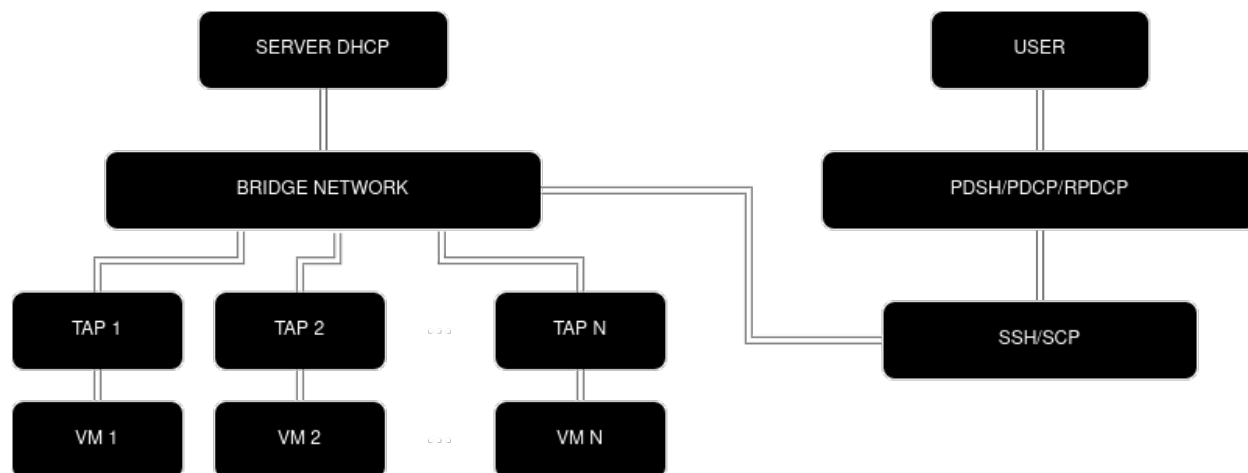 SERVER DHCP
USER
BRIDGE NETWORK
PDSH/PDCP/RPDCP
TAP 1
TAP 2
...
TAP N
SSH/SCP
VM 1
VM 2
...
VM N